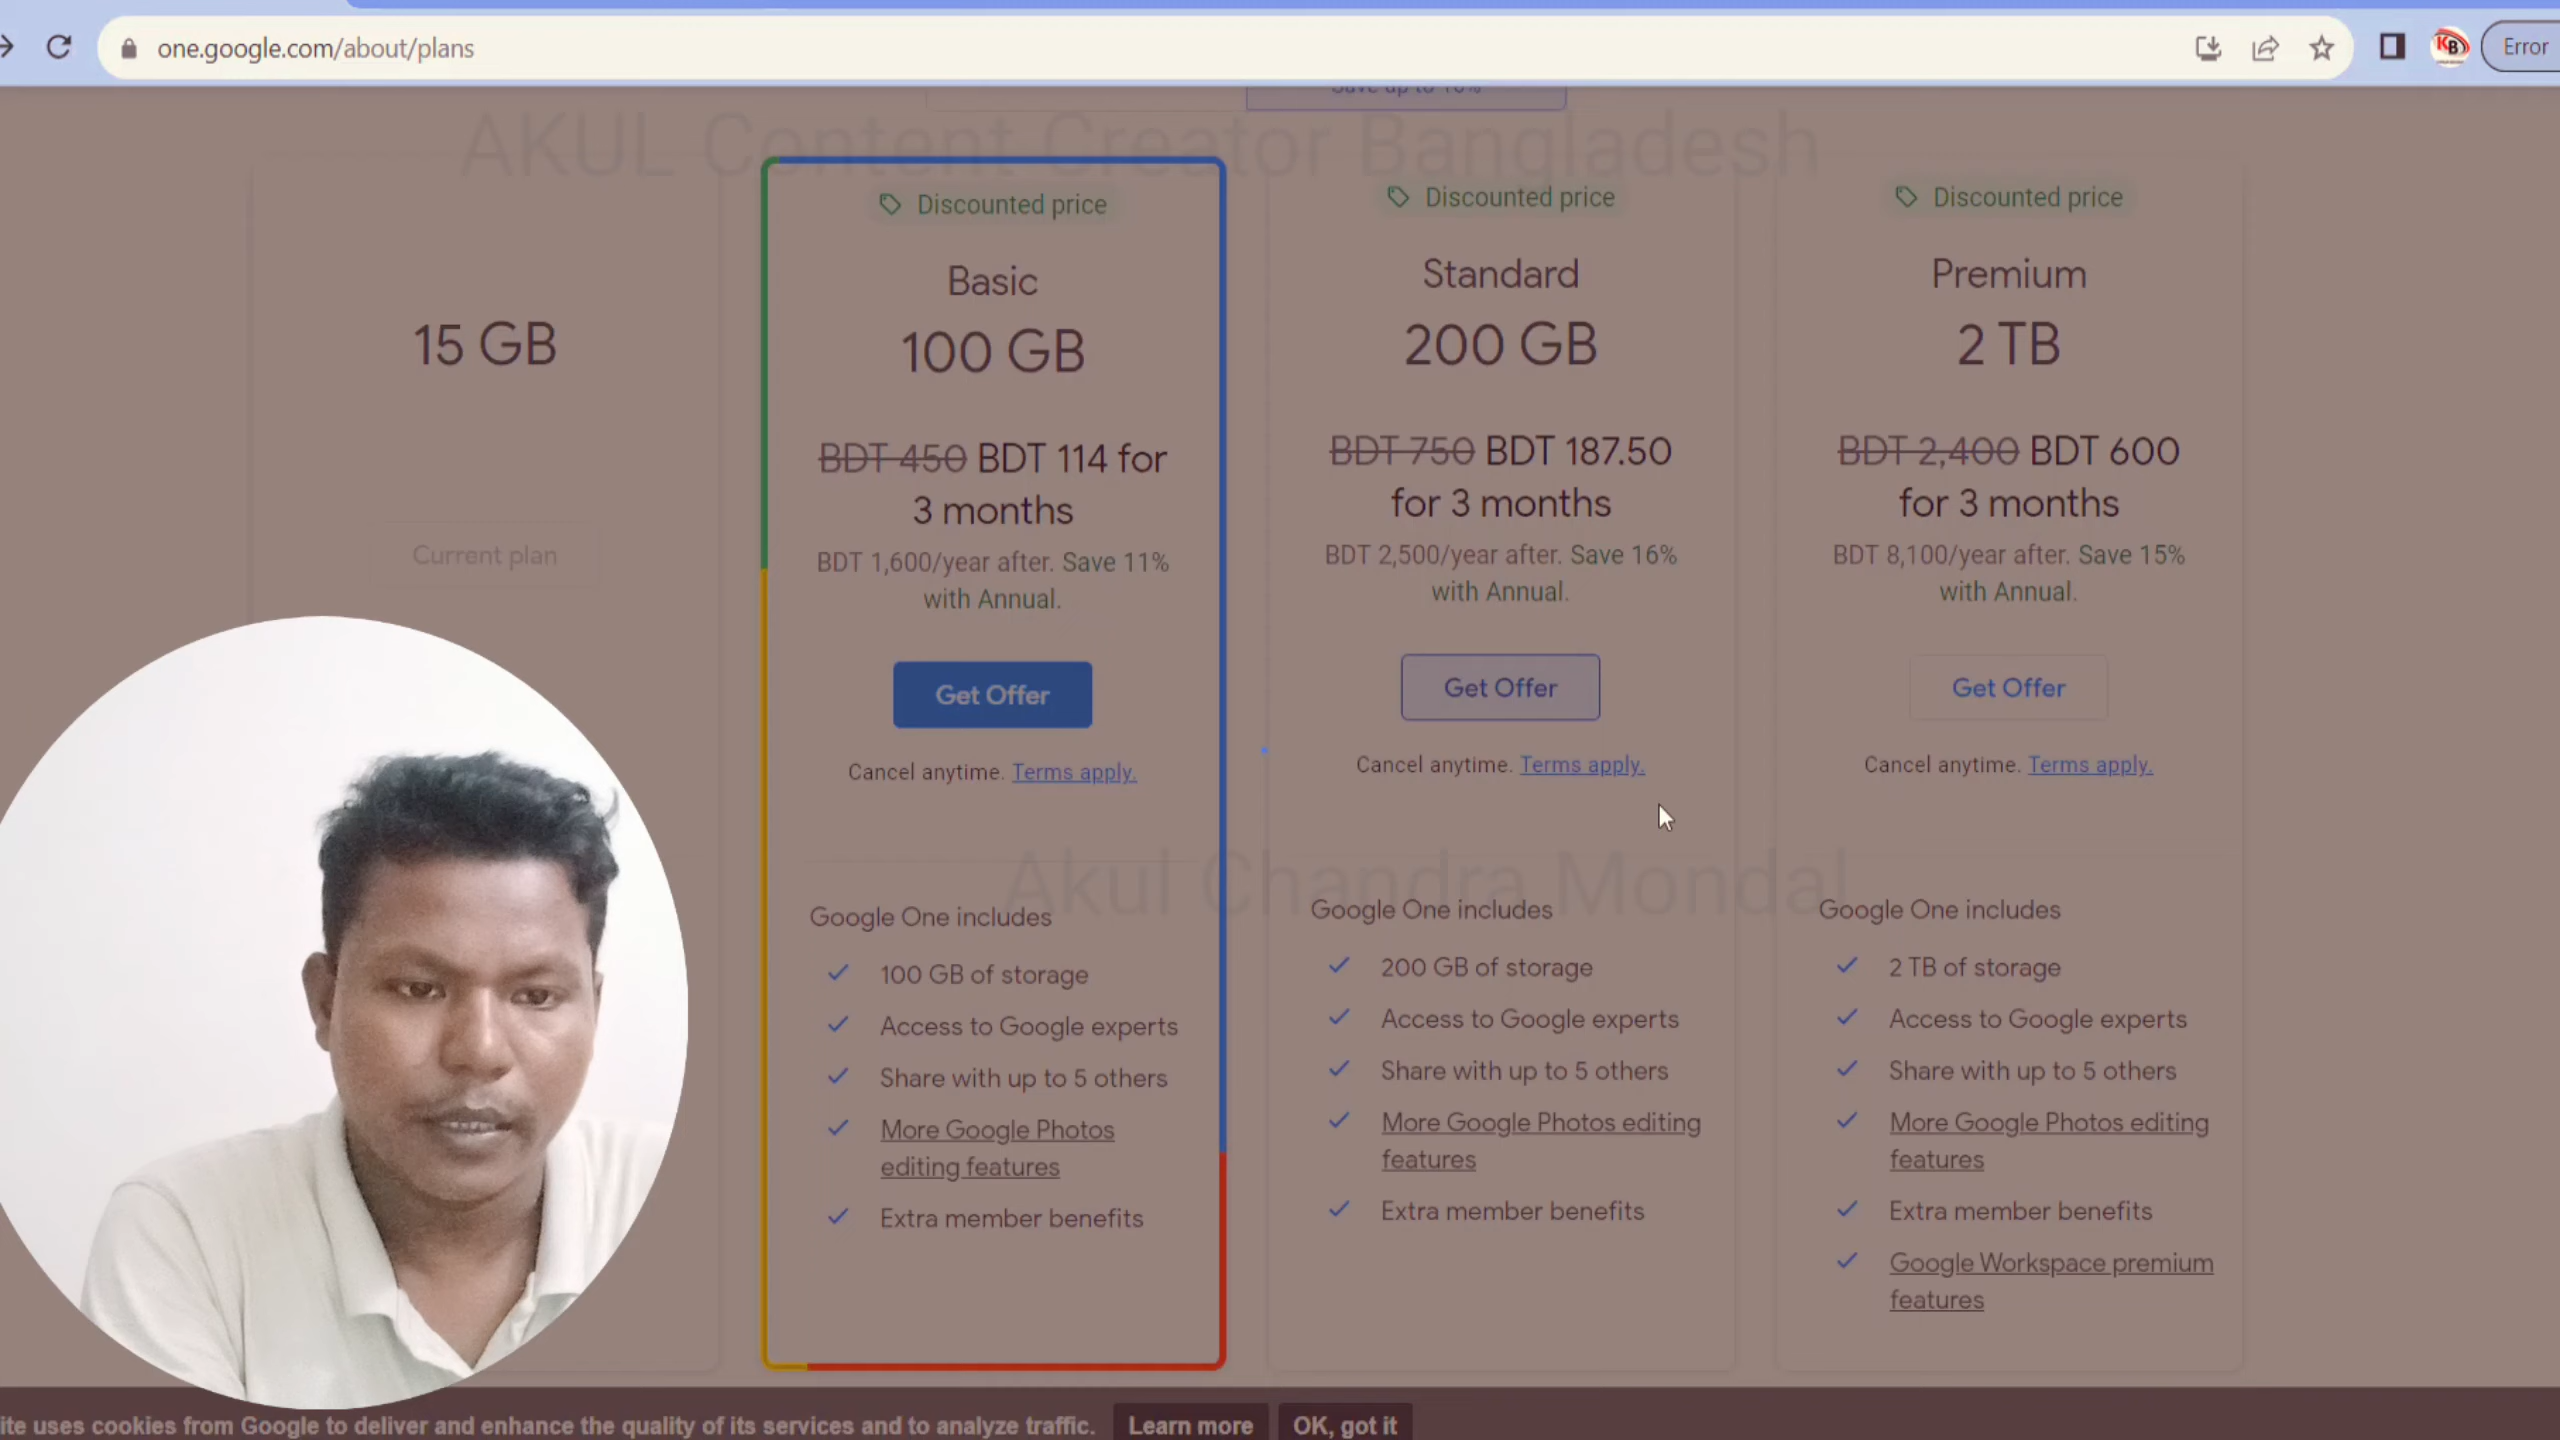 one.google.com/about/plans
Error
Save up to 16%
AKUL Content Creator Bangladesh
15 GB
Current plan
Discounted price
Basic
100 GB
BDT 450 BDT 114 for
3 months
BDT 1,600/year after. Save 11%
with Annual.
Get Offer
Cancel anytime. Terms apply.
Google One includes
100 GB of storage
Access to Google experts
Share with up to 5 others
More Google Photos
editing features
Extra member benefits
Discounted price
Standard
200 GB
BDT 750 BDT 187.50
for 3 months
BDT 2,500/year after. Save 16%
with Annual.
Get Offer
Cancel anytime. Terms apply.
Google One includes
200 GB of storage
Access to Google experts
Share with up to 5 others
More Google Photos editing
features
Extra member benefits
Discounted price
Premium
2 TB
BDT 2,400 BDT 600
for 3 months
BDT 8,100/year after. Save 15%
with Annual.
Get Offer
Cancel anytime. Terms apply.
Google One includes
2 TB of storage
Access to Google experts
Share with up to 5 others
More Google Photos editing
features
Extra member benefits
Google Workspace premium
features
Akul Chandra Mondal
ite uses cookies from Google to deliver and enhance the quality of its services and to analyze traffic.
Learn more
OK, got it
KB